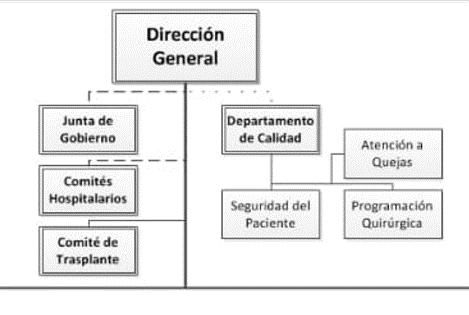 Dirección
General
Junta de
Gobierno
Departamento
de Calidad
Atención a
Quejas
Comités
Hospitalarios
Seguridad del
Paciente
Programación
Quirúrgica
Comité de
Trasplante